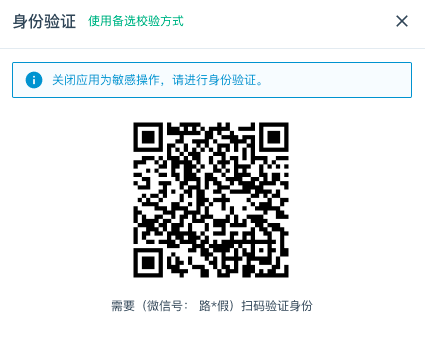 身份验证 使用备选校验方式
关闭应用为敏感操作，请进行身份验证。
需要（微信号： 路*假）扫码验证身份